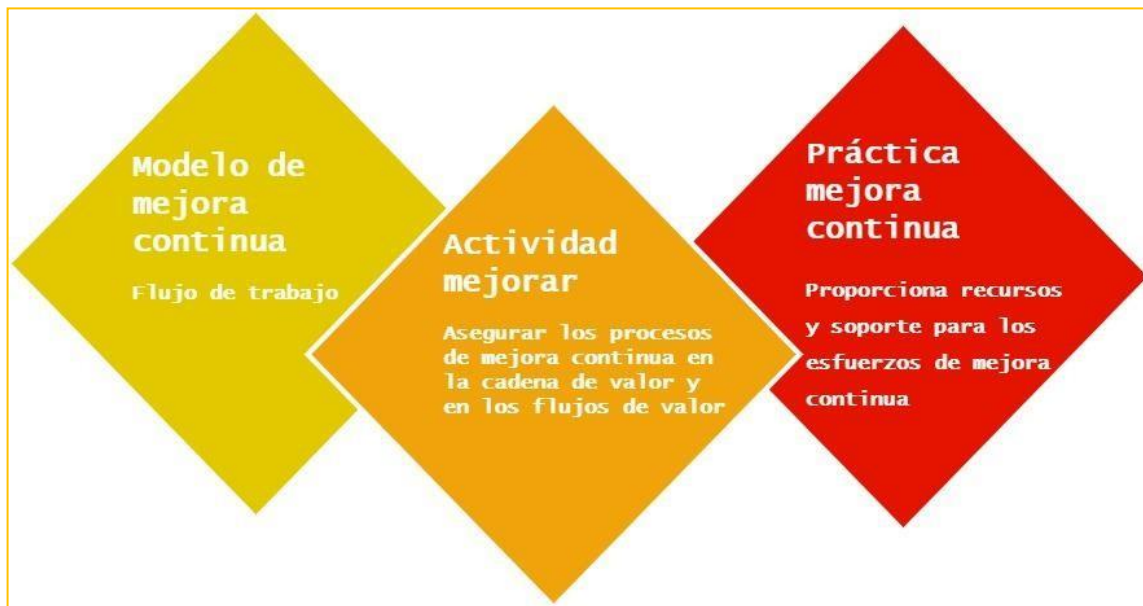 Modelo de
mejora
continua
Flujo de trabajo
Actividad
mejorar
Asegurar los procesos
de mejora continua en
la cadena de valor y
en los flujos de valor
Práctica
mejora
continua
Proporciona recursos
y soporte para los
esfuerzos de mejora
continua